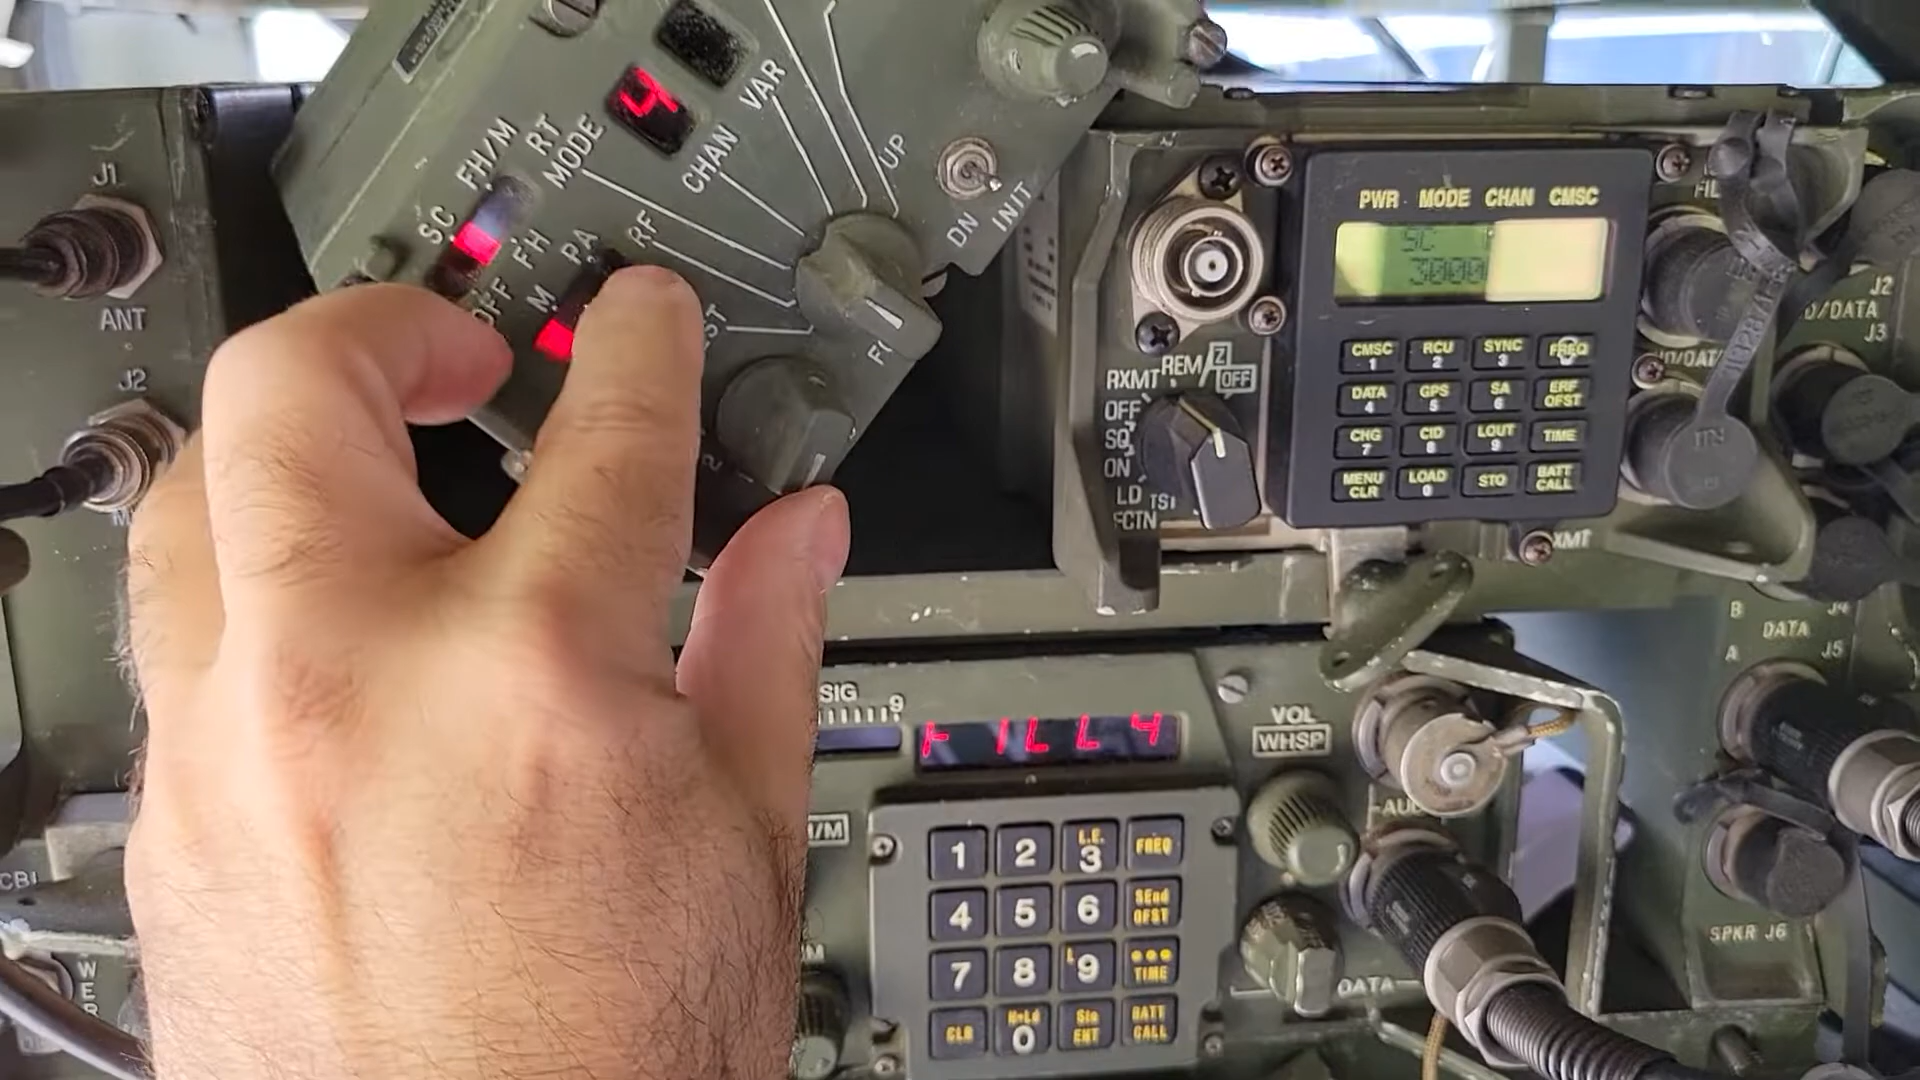 J1
ANT
J2
FH/M
SC
RT
MODE
4
CHAN
VAR
UP
DN
INIT
FH
OFF
M
PA
RF
PWR MODE CHAN CMSC
SC
3000
CMSC 1
RCU 2
SYNC 3
FREQ
DATA 4
GPS 5
SA 6
ERF OFST
CHG 7
CID 8
LOUT 9
TIME
MENU CLR
LOAD 0
STO
BATT CALL
RXMT
REM
Z
OFF
OFF
SQ
ON
LD
TST
FCTN
J2
J3
RXMT
B
J4
DATA
A
J5
SPKR J6
SIG
9
FILL4
VOL
WHSP
1
2
L.E. 3
FREQ
4
5
6
SEnd OFST
7
8
L 9
TIME
CLR
H-Ld 0
Sto ENT
BATT CALL
DATA
CB1